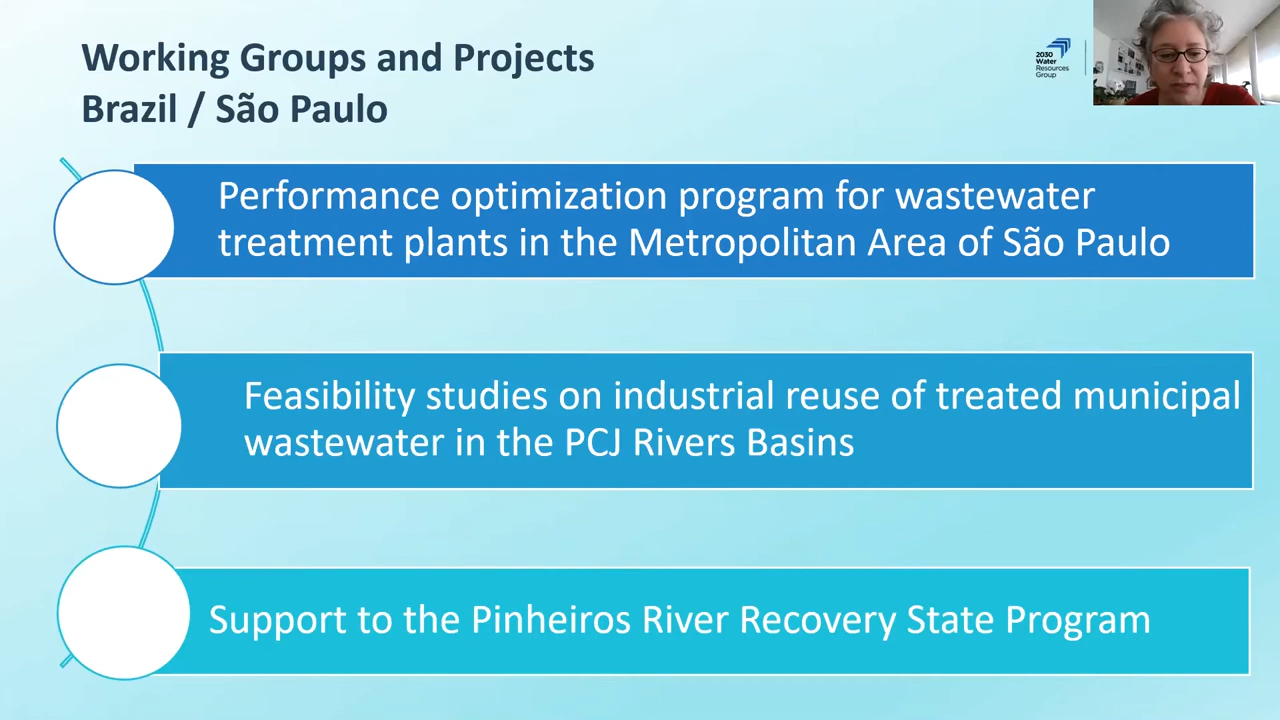 Working Groups and Projects
Brazil / São Paulo
2030
Water
Resources
Group
Performance optimization program for wastewater
treatment plants in the Metropolitan Area of São Paulo
Feasibility studies on industrial reuse of treated municipal
wastewater in the PCJ Rivers Basins
Support to the Pinheiros River Recovery State Program